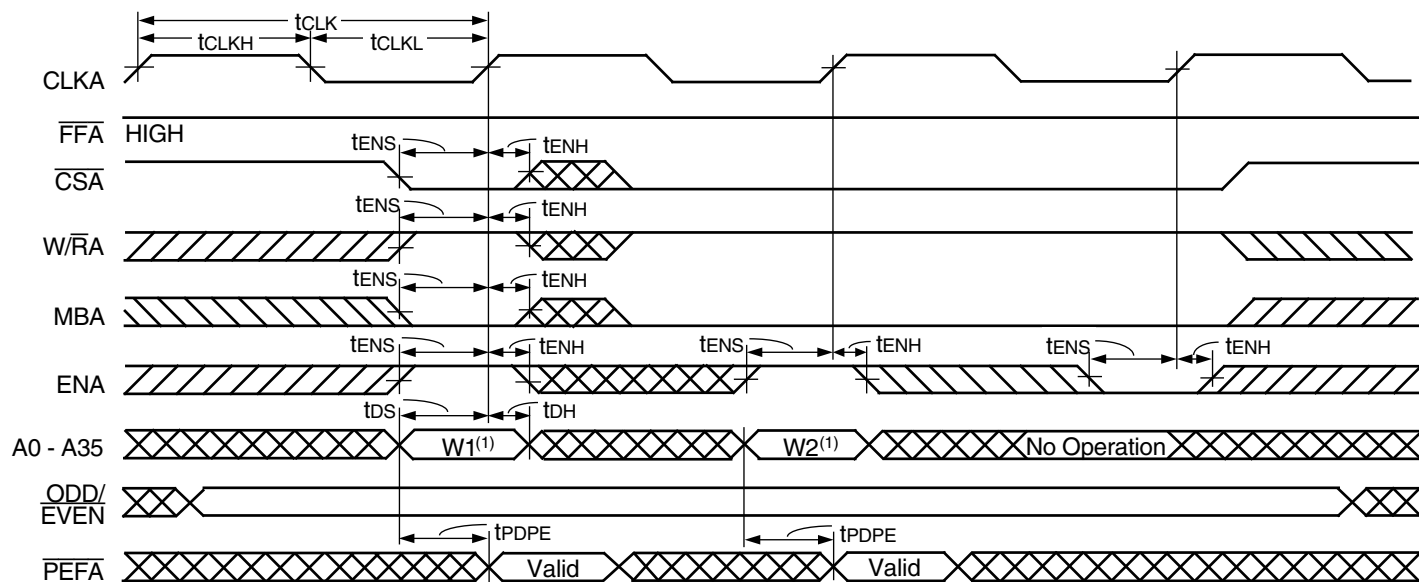 tCLK
tCLKH tCLKL
CLKA
FFA HIGH
tENS tENH
CSA
tENS tENH
W/RA
tENS tENH
MBA
tENS tENH tENS tENH tENS tENH
ENA
tDS tDH
A0 - A35 W1(1) W2(1) No Operation
ODD/
EVEN
tPDPE tPDPE
PEFA Valid Valid